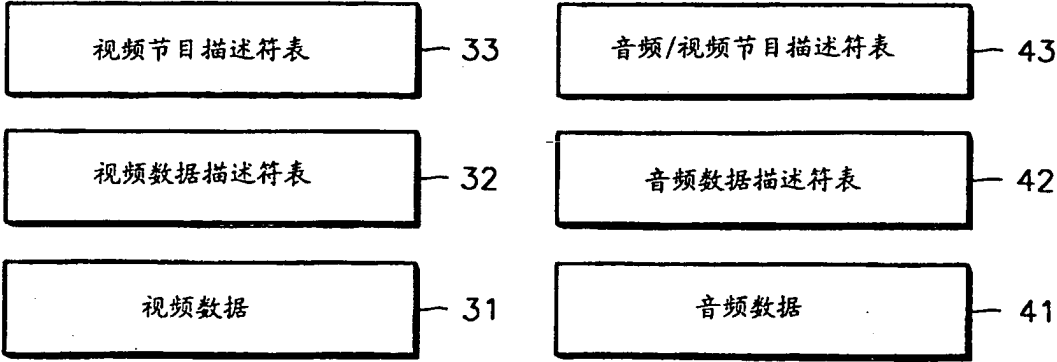 视频节目描述符表 33
音频/视频节目描述符表 43
视频数据描述符表 32
音频数据描述符表 42
视频数据 31
音频数据 41